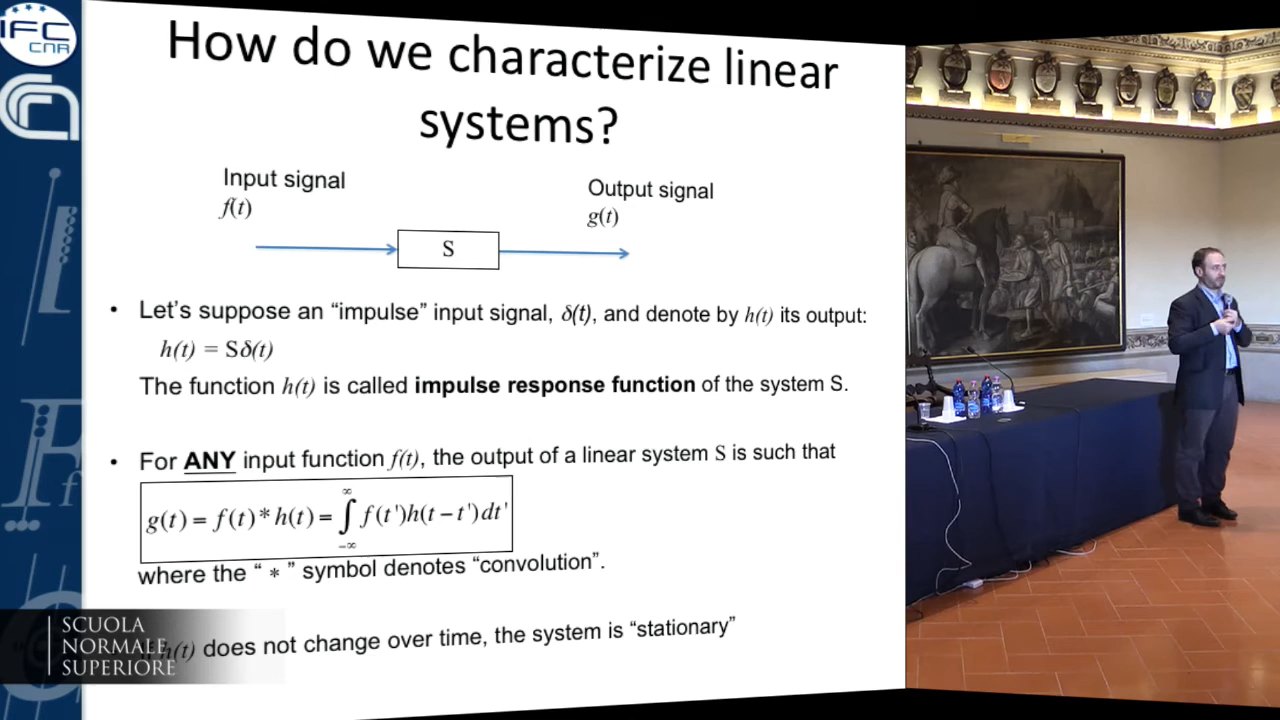 IFC
CNR
How do we characterize linear
systems?
Input signal
f(t)
Output signal
g(t)
S
• Let's suppose an “impulse” input signal, δ(t), and denote by h(t) its output:
h(t) = Sδ(t)
The function h(t) is called impulse response function of the system S.
• For ANY input function f(t), the output of a linear system S is such that
g(t) = f(t) * h(t) = ∫_{-∞}^{∞} f(t')h(t − t')dt'
where the “ * ” symbol denotes “convolution”.
h(t) does not change over time, the system is “stationary”
SCUOLA
NORMALE
SUPERIORE